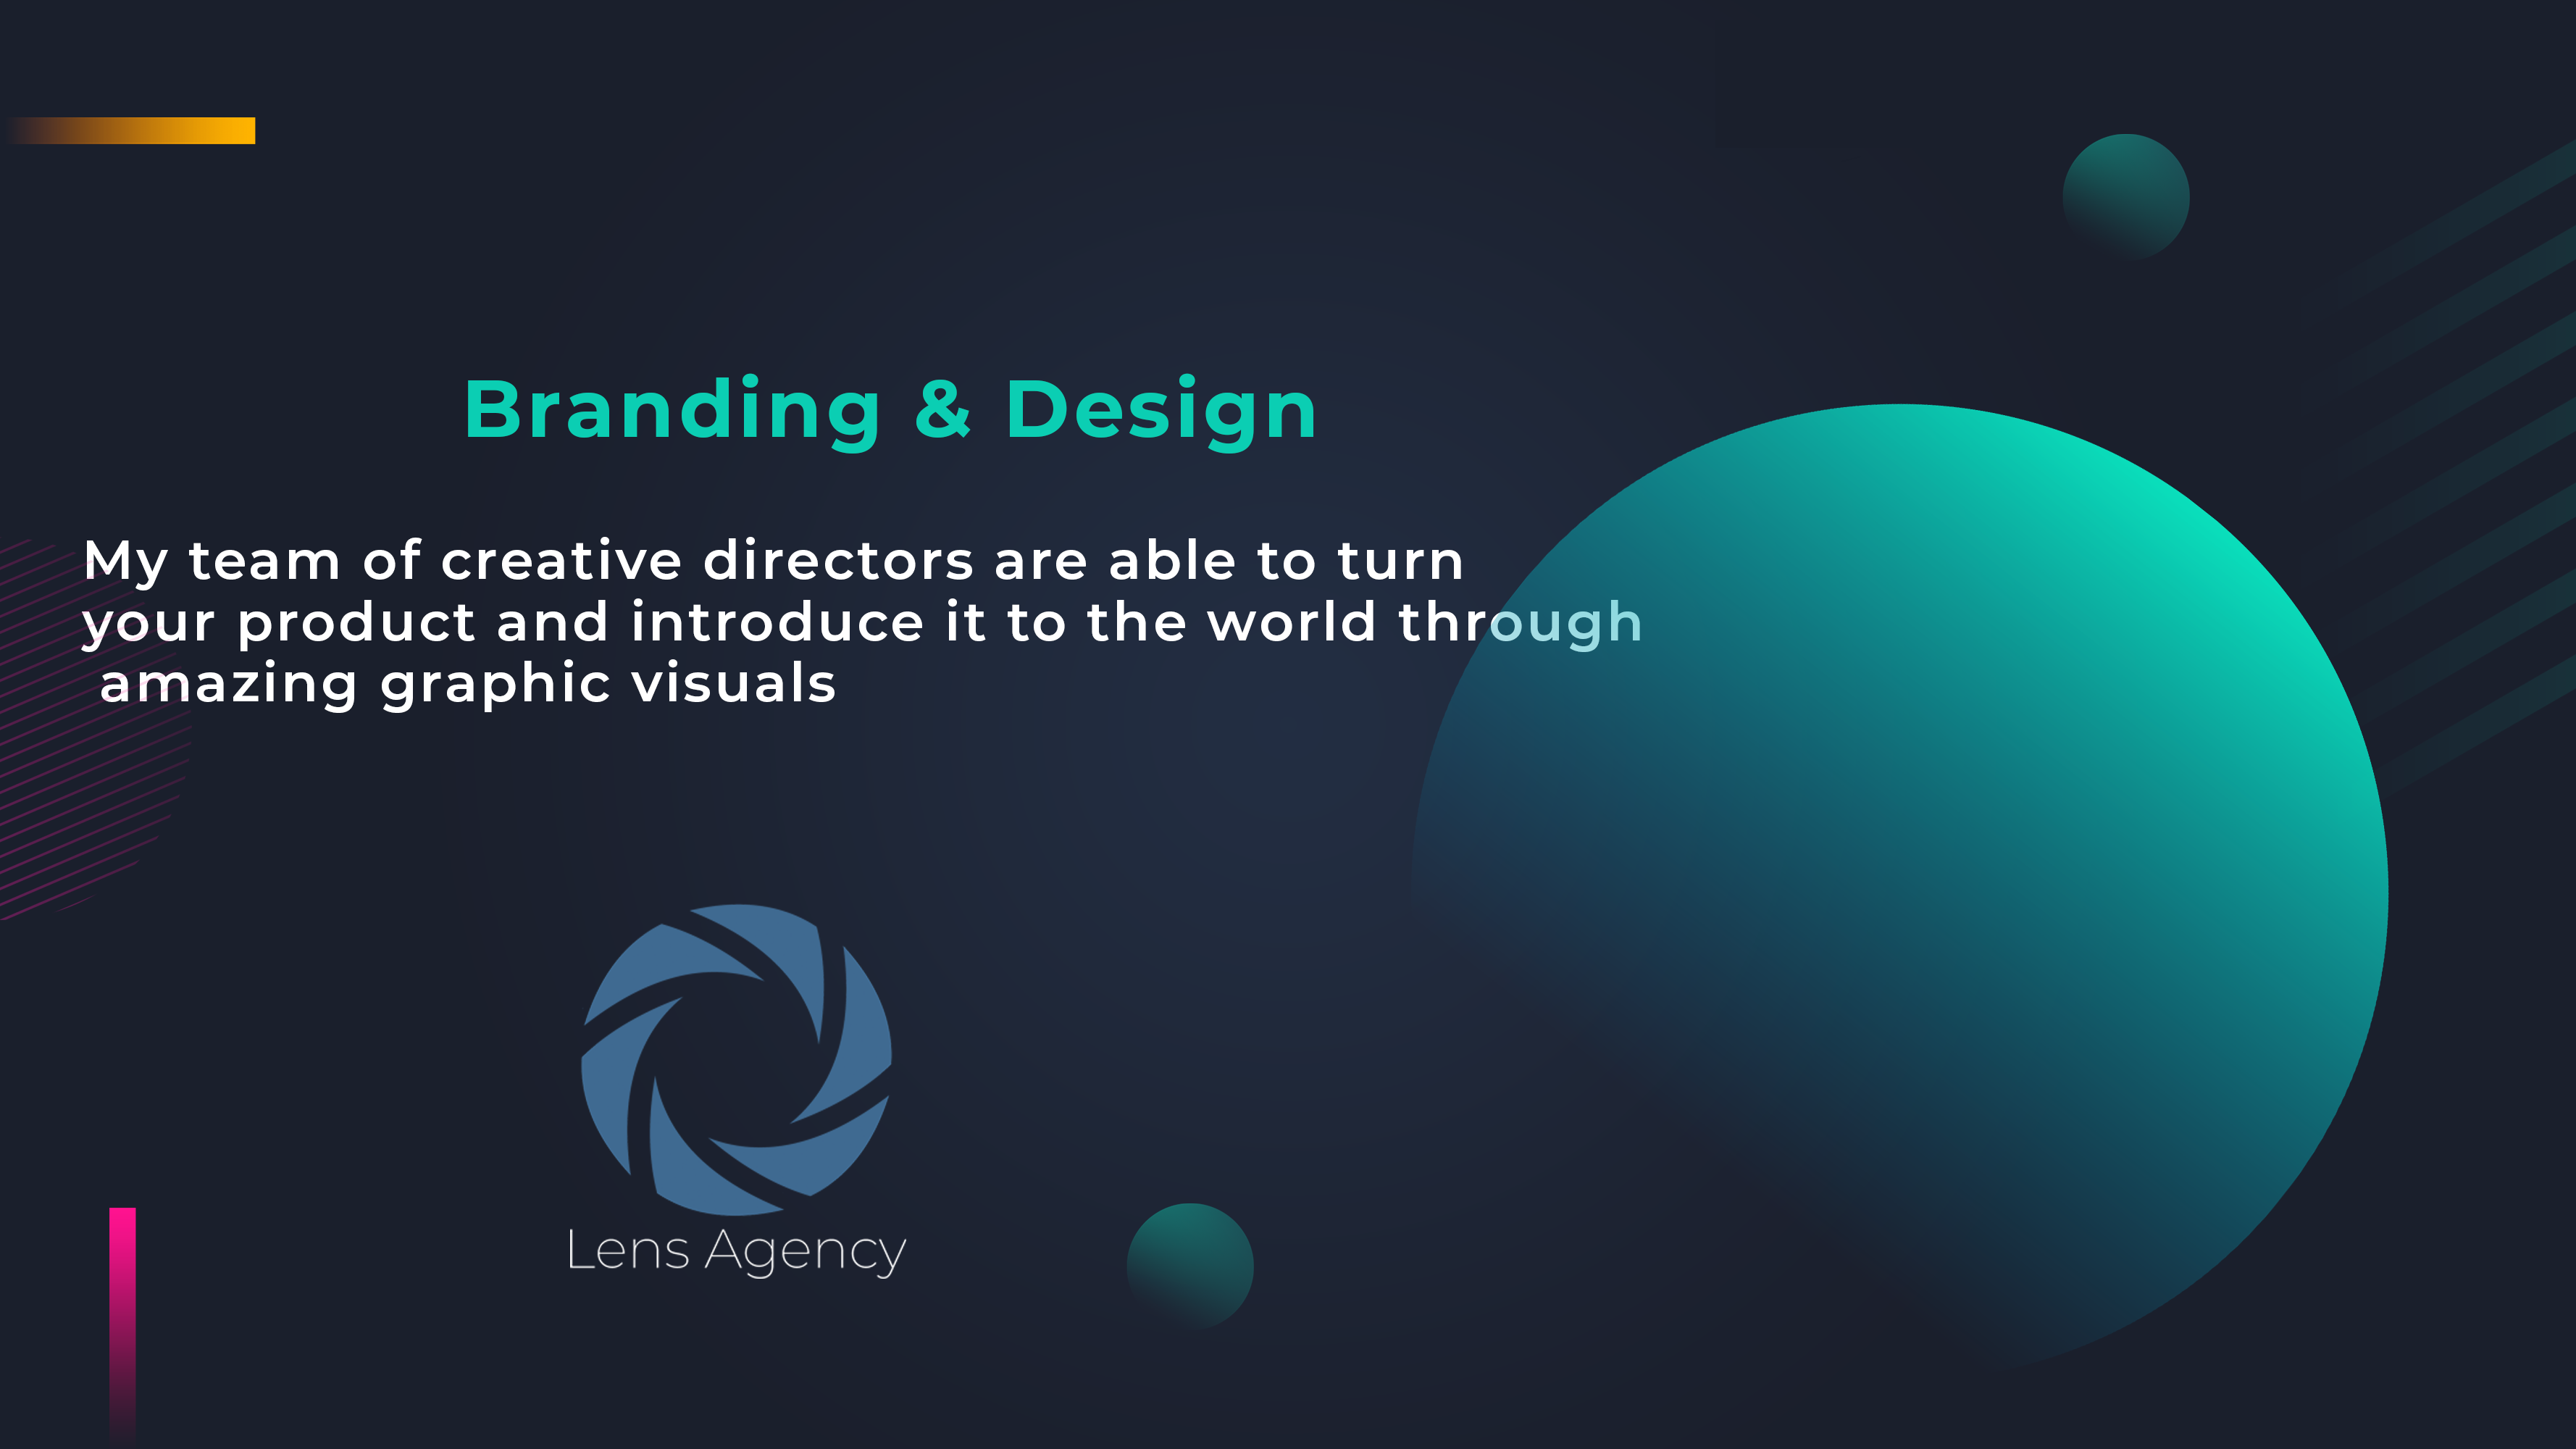 Branding & Design
My team of creative directors are able to turn
your product and introduce it to the world through
amazing graphic visuals
Lens Agency